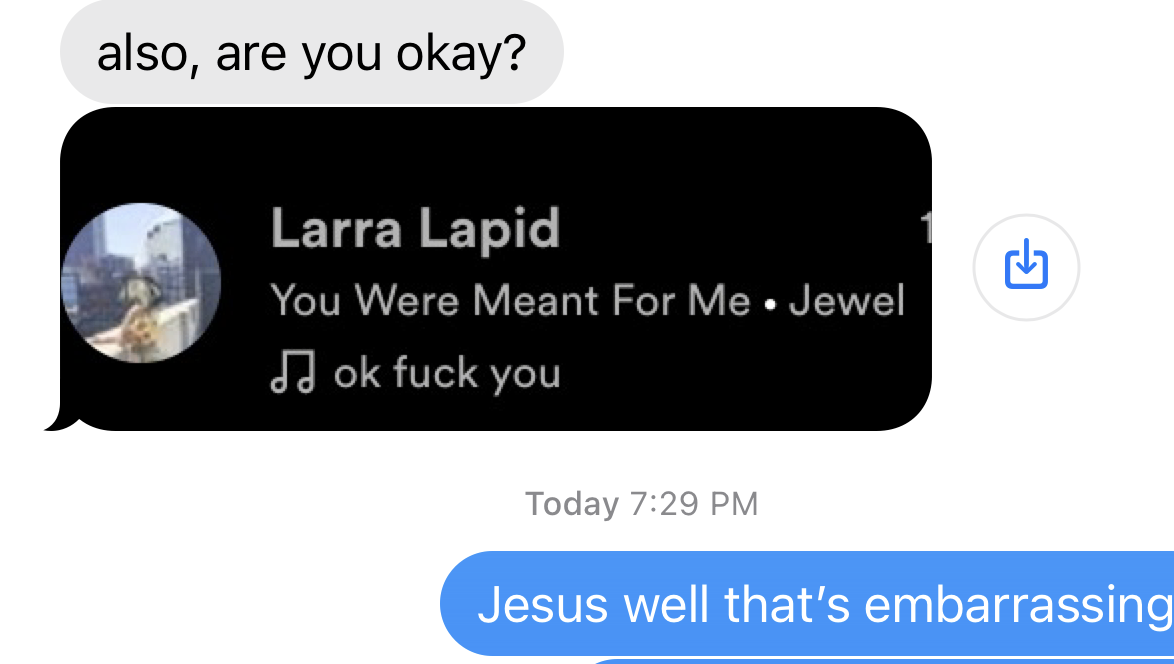 also, are you okay?
Larra Lapid
You Were Meant For Me • Jewel
ok fuck you
Today 7:29 PM
Jesus well that’s embarrassing